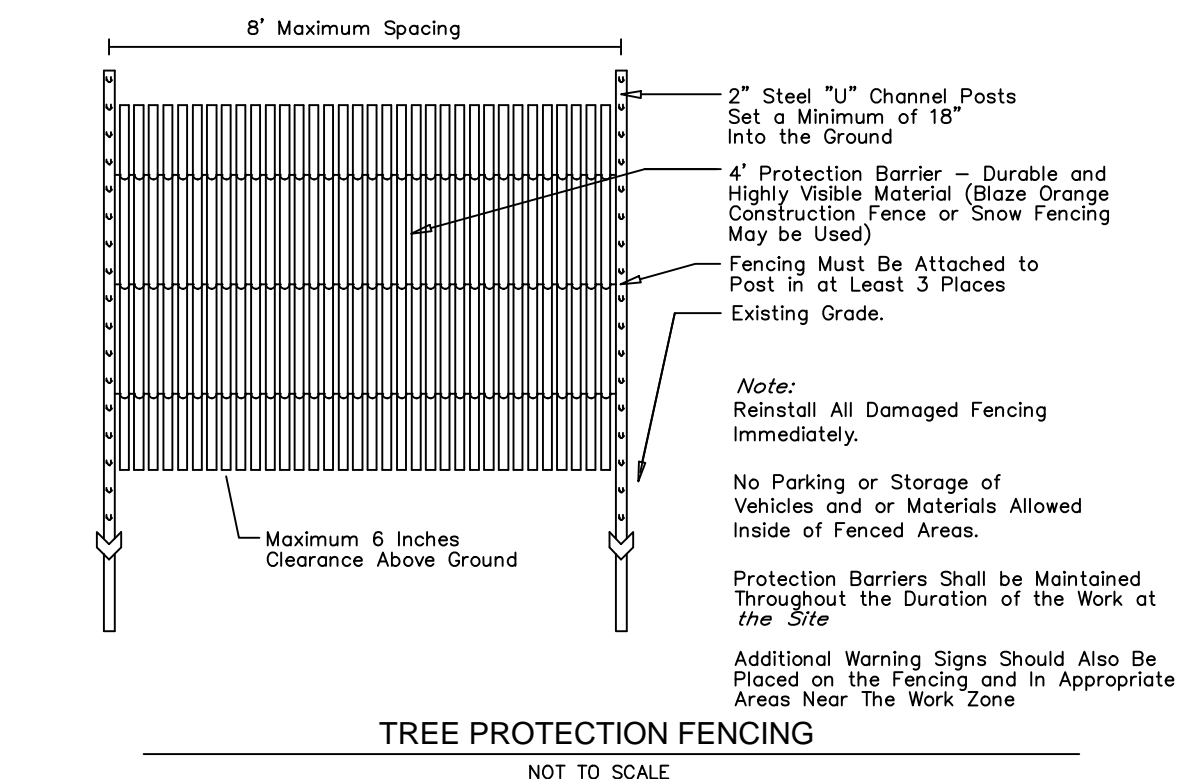 8’ Maximum Spacing
2” Steel ”U” Channel Posts
Set a Minimum of 18”
Into the Ground
4’ Protection Barrier – Durable and
Highly Visible Material (Blaze Orange
Construction Fence or Snow Fencing
May be Used)
Fencing Must Be Attached to
Post in at Least 3 Places
Existing Grade.
Note:
Reinstall All Damaged Fencing
Immediately.
No Parking or Storage of
Vehicles and or Materials Allowed
Inside of Fenced Areas.
Maximum 6 Inches
Clearance Above Ground
Protection Barriers Shall be Maintained
Throughout the Duration of the Work at
the Site
Additional Warning Signs Should Also Be
Placed on the Fencing and In Appropriate
Areas Near The Work Zone
TREE PROTECTION FENCING
NOT TO SCALE